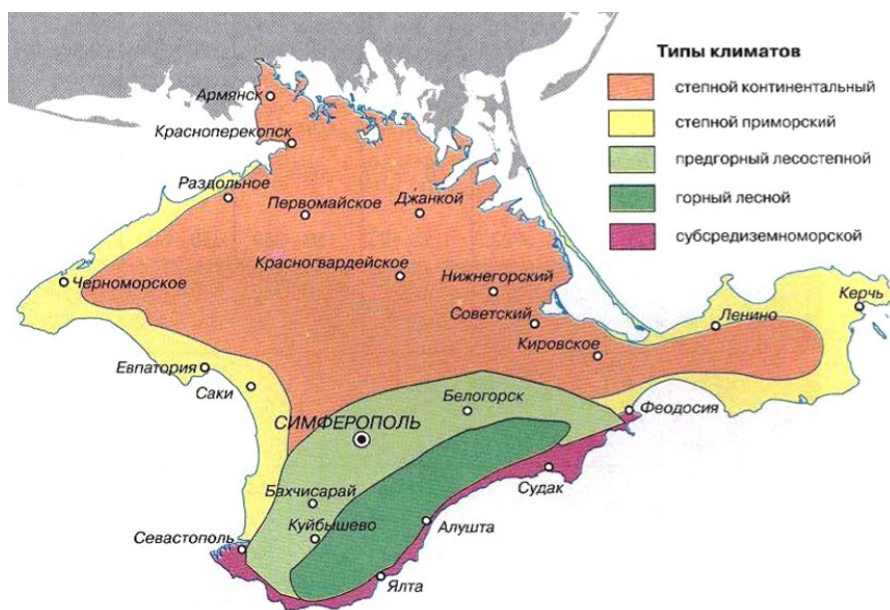 Типы климатов
степной континентальный
степной приморский
предгорный лесостепной
горный лесной
субсредиземноморской
Армянск
Красноперекопск
Раздольное
Первомайское
Джанкой
Красногвардейское
Черноморское
Нижнегорский
Керчь
Советский
Ленино
Кировское
Евпатория
Саки
Белогорск
Феодосия
СИМФЕРОПОЛЬ
Судак
Бахчисарай
Куйбышево
Алушта
Севастополь
Ялта